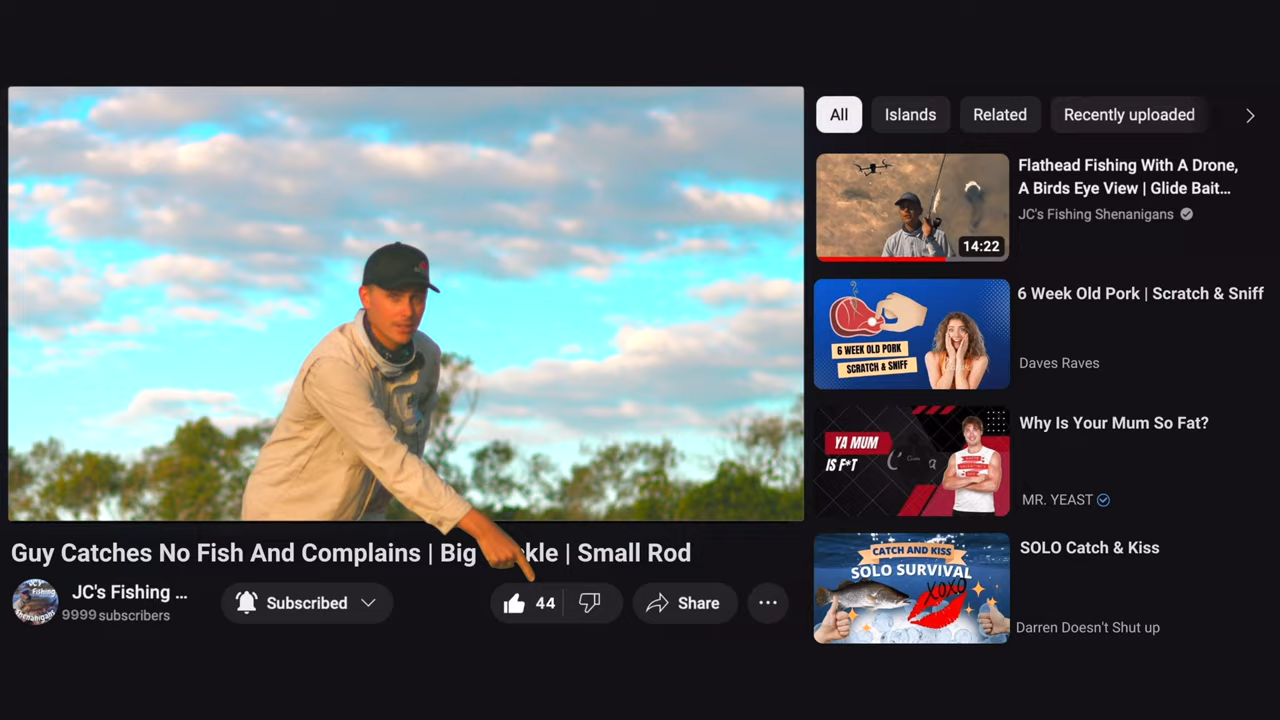 All
Islands
Related
Recently uploaded
14:22
Flathead Fishing With A Drone,
A Birds Eye View | Glide Bait...
JC's Fishing Shenanigans
6 WEEK OLD PORK
SCRATCH & SNIFF
6 Week Old Pork | Scratch & Sniff
Daves Raves
YA MUM
IS F*T
Why Is Your Mum So Fat?
MR. YEAST
CATCH AND KISS
SOLO SURVIVAL
XOXO
SOLO Catch & Kiss
Darren Doesn't Shut up
Guy Catches No Fish And Complains | Big kle | Small Rod
JC's
Fishing
Shenanigans
JC's Fishing ...
9999 subscribers
Subscribed
44
Share